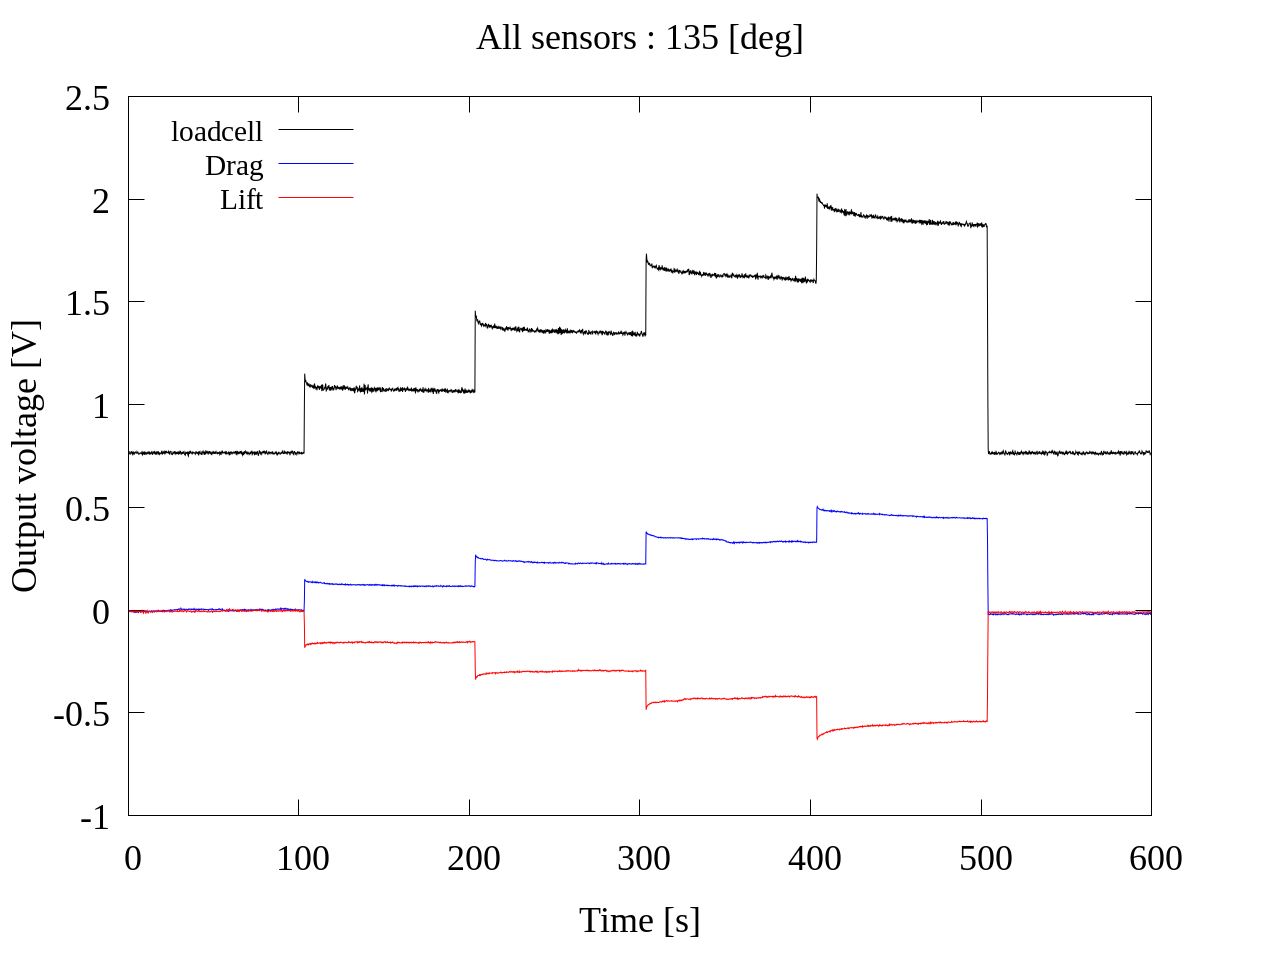 All sensors : 135 [deg]
2.5
2
1.5
1
0.5
0
-0.5
-1
loadcell
Drag
Lift
Output voltage [V]
0 100 200 300 400 500 600
Time [s]